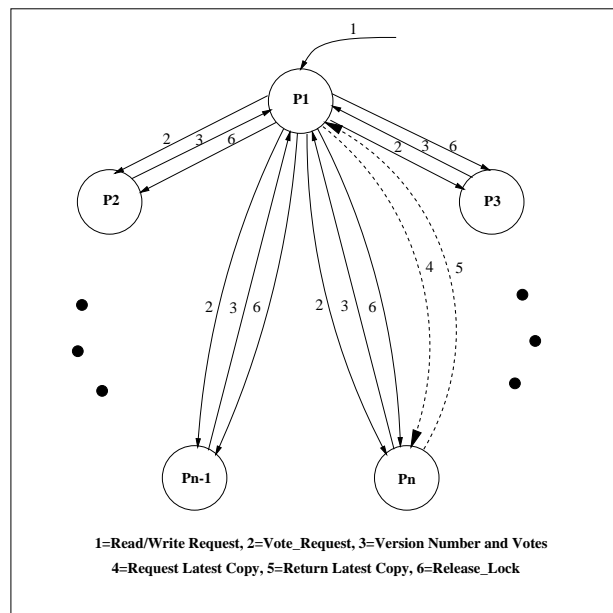 1
P1
2 3 6
2 3 6
P2
P3
4 5
2 3 6
2 3 6
Pn-1
Pn
1=Read/Write Request, 2=Vote_Request, 3=Version Number and Votes
4=Request Latest Copy, 5=Return Latest Copy, 6=Release_Lock